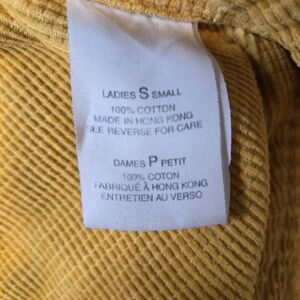 LADIES S SMALL
100% COTTON
MADE IN HONG KONG
SEE REVERSE FOR CARE
DAMES P PETIT
100% COTON
FABRIQUÉ À HONG KONG
ENTRETIEN AU VERSO